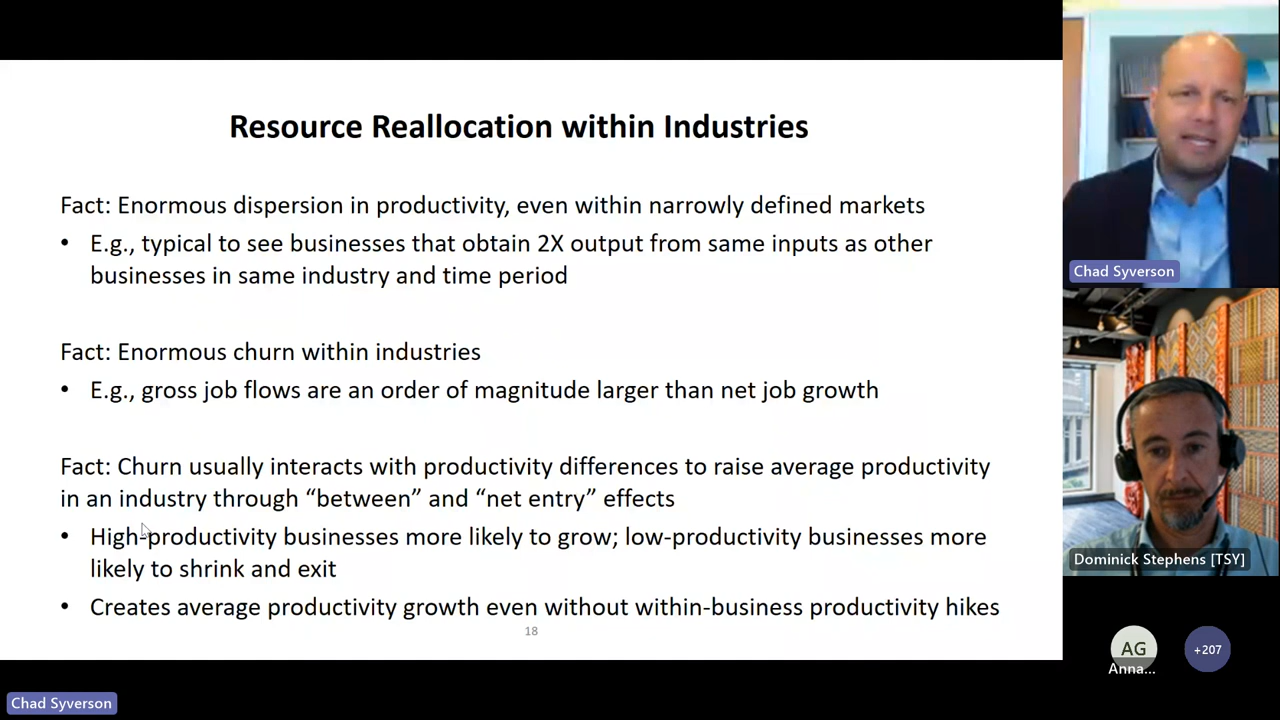 Resource Reallocation within Industries
Fact: Enormous dispersion in productivity, even within narrowly defined markets
• E.g., typical to see businesses that obtain 2X output from same inputs as other
businesses in same industry and time period
Fact: Enormous churn within industries
• E.g., gross job flows are an order of magnitude larger than net job growth
Fact: Churn usually interacts with productivity differences to raise average productivity
in an industry through “between” and “net entry” effects
• High-productivity businesses more likely to grow; low-productivity businesses more
likely to shrink and exit
• Creates average productivity growth even without within-business productivity hikes
18
Chad Syverson
Dominick Stephens [TSY]
AG
Anna...
+207
Chad Syverson